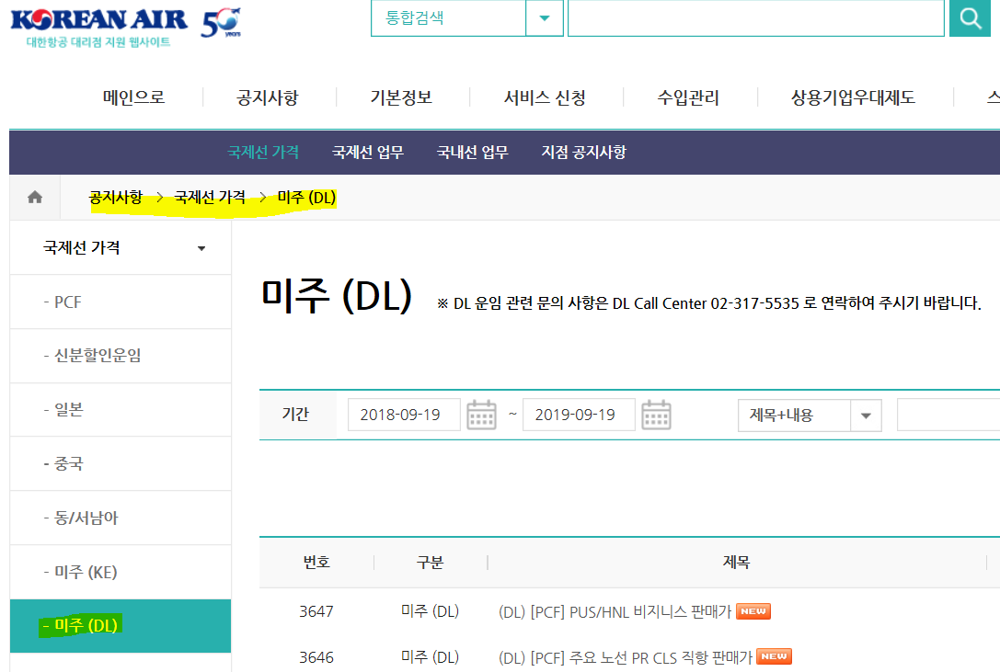 KOREAN AIR 50 years
대한항공 대리점 지원 웹사이트
통합검색
메인으로 공지사항 기본정보 서비스 신청 수입관리 상용기업우대제도 스
국제선 가격 국제선 업무 국내선 업무 지점 공지사항
공지사항 > 국제선 가격 > 미주 (DL)
국제선 가격
- PCF
- 신분할인운임
- 일본
- 중국
- 동/서남아
- 미주 (KE)
- 미주 (DL)
미주 (DL) ※ DL 운임 관련 문의 사항은 DL Call Center 02-317-5535 로 연락하여 주시기 바랍니다.
기간 2018-09-19 ~ 2019-09-19 제목+내용
번호 구분 제목
3647 미주 (DL) (DL) [PCF] PUS/HNL 비지니스 판매가 NEW
3646 미주 (DL) (DL) [PCF] 주요 노선 PR CLS 직항 판매가 NEW